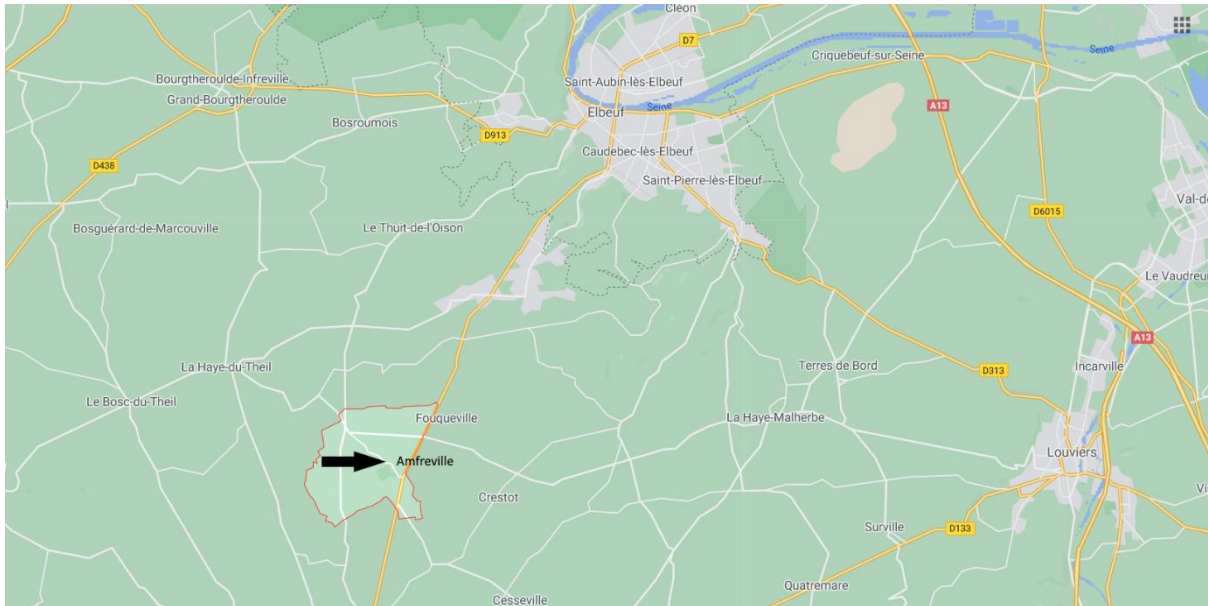 Cléon
D7
Seine
Criquebeuf-sur-Seine
Bourgtheroulde-Infreville
Saint-Aubin-lès-Elbeuf
Grand-Bourgtheroulde
Seine
A13
Elbeuf
Bosroumois
D913
Caudebec-lès-Elbeuf
D438
Saint-Pierre-lès-Elbeuf
Val-de
D6015
Bosguérard-de-Marcouville
Le Thuit-de-l'Oison
Le Vaudreu
A13
La Haye-du-Theil
Terres de Bord
D313
Incarville
Le Bosc-du-Theil
Fouqueville
La Haye-Malherbe
Louviers
Amfreville
Crestot
Vi
Surville
D133
Quatremare
Cesseville